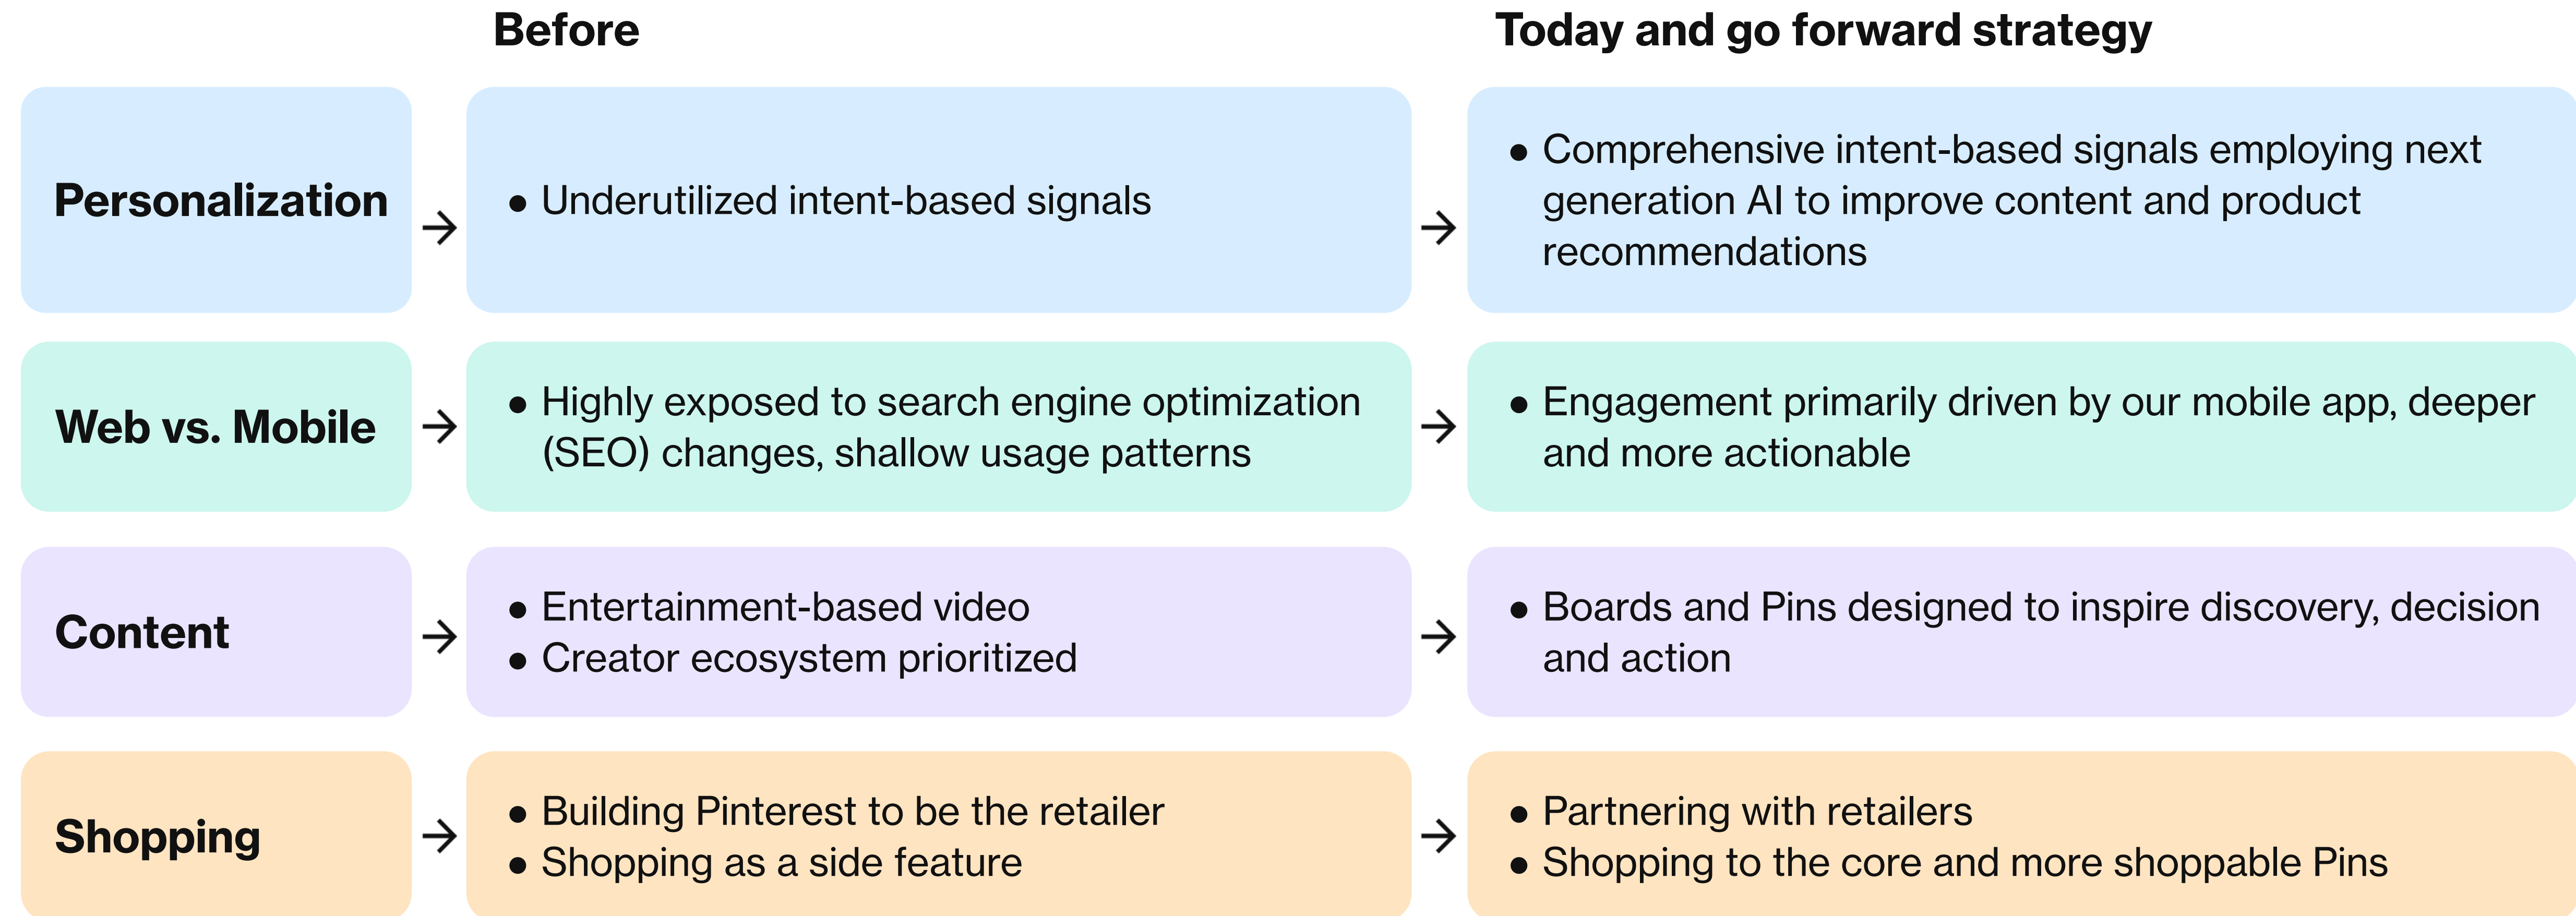 Before
Today and go forward strategy
Personalization
● Underutilized intent-based signals
● Comprehensive intent-based signals employing next
generation AI to improve content and product
recommendations
Web vs. Mobile
● Highly exposed to search engine optimization
(SEO) changes, shallow usage patterns
● Engagement primarily driven by our mobile app, deeper
and more actionable
Content
● Entertainment-based video
● Creator ecosystem prioritized
● Boards and Pins designed to inspire discovery, decision
and action
Shopping
● Building Pinterest to be the retailer
● Shopping as a side feature
● Partnering with retailers
● Shopping to the core and more shoppable Pins